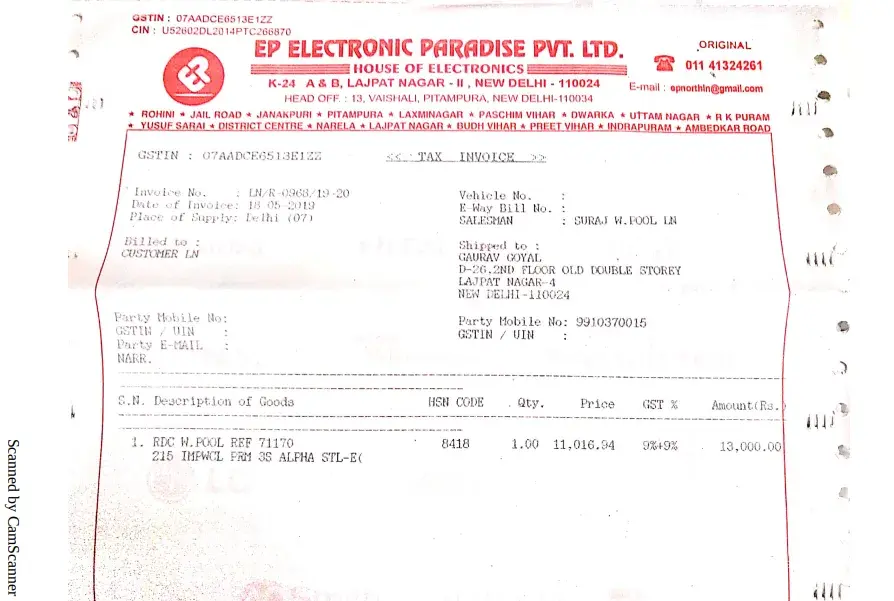 GSTIN : 07AADCE6513E1ZZ
CIN : U52602DL2014PTC266870
EP ELECTRONIC PARADISE PVT. LTD.
HOUSE OF ELECTRONICS
K-24 A & B, LAJPAT NAGAR - II , NEW DELHI - 110024
HEAD OFF. : 13, VAISHALI, PITAMPURA, NEW DELHI-110034
ORIGINAL
011 41324261
E-mail : epnorthln@gmail.com
★ ROHINI ★ JAIL ROAD ★ JANAKPURI ★ PITAMPURA ★ LAXMINAGAR ★ PASCHIM VIHAR ★ DWARKA ★ UTTAM NAGAR ★ R K PURAM
★ YUSUF SARAI ★ DISTRICT CENTRE ★ NARELA ★ LAJPAT NAGAR ★ BUDH VIHAR ★ PREET VIHAR ★ INDRAPURAM ★ AMBEDKAR ROAD
GSTIN : 07AADCE6513E1ZZ << TAX INVOICE >>
Invoice No. : LN/R-0968/19-20
Date of Invoice: 18-05-2019
Place of Supply: Delhi (07)
Vehicle No. :
E-Way Bill No. :
SALESMAN : SURAJ W.POOL LN
Billed to :
CUSTOMER LN
Shipped to :
GAURAV GOYAL
D-26,2ND FLOOR OLD DOUBLE STOREY
LAJPAT NAGAR-4
NEW DELHI-110024
Party Mobile No:
GSTIN / UIN :
Party E-MAIL :
NARR.
Party Mobile No: 9910370015
GSTIN / UIN :
S.N. Description of Goods HSN CODE Qty. Price GST % Amount(Rs.)
1. RDC W.POOL REF 71170 8418 1.00 11,016.94 9%+9% 13,000.00
215 IMPWCL PRM 3S ALPHA STL-E(
Scanned by CamScanner